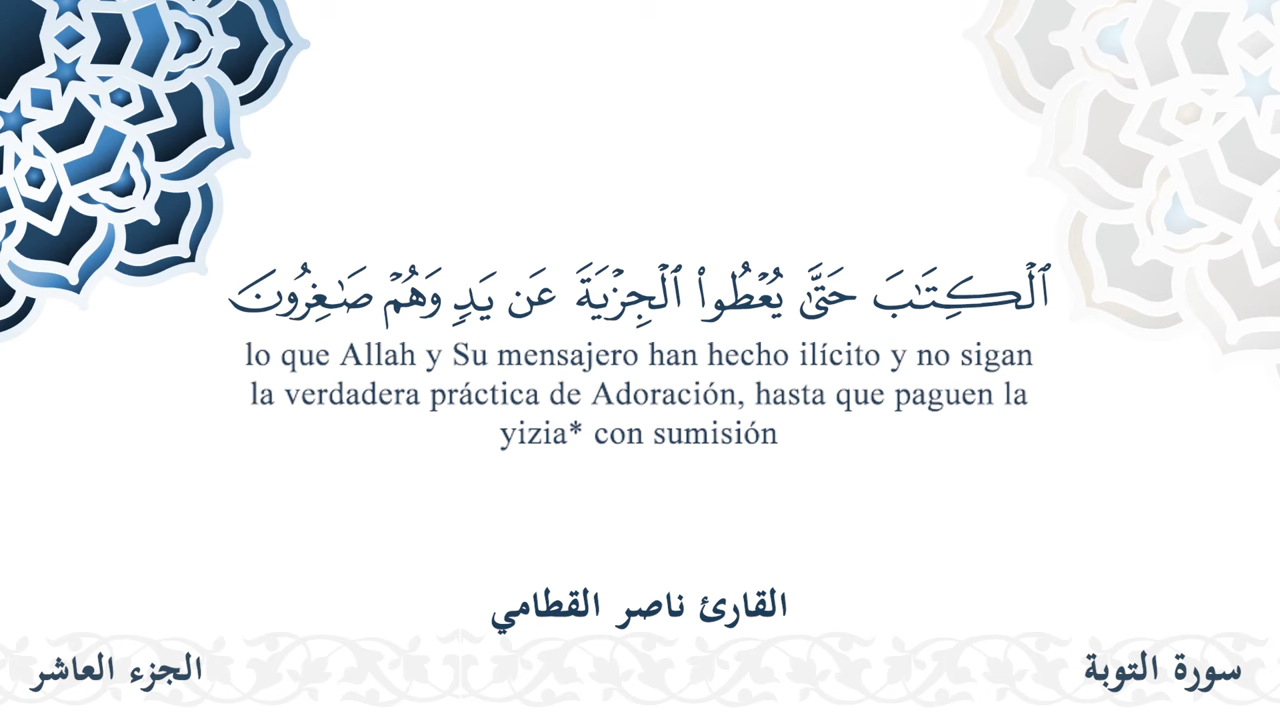 ٱلۡكِتَٰبَ حَتَّىٰ يُعۡطُواْ ٱلۡجِزۡيَةَ عَن يَدٖ وَهُمۡ صَٰغِرُونَ
lo que Allah y Su mensajero han hecho ilícito y no sigan
la verdadera práctica de Adoración, hasta que paguen la
yizia* con sumisión
القارئ ناصر القطامي
سورة التوبة
الجزء العاشر